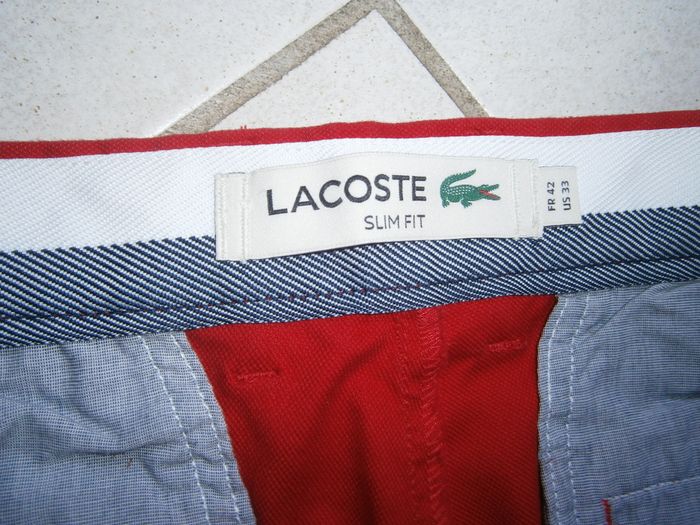 LACOSTE
SLIM FIT
FR 42
US 33